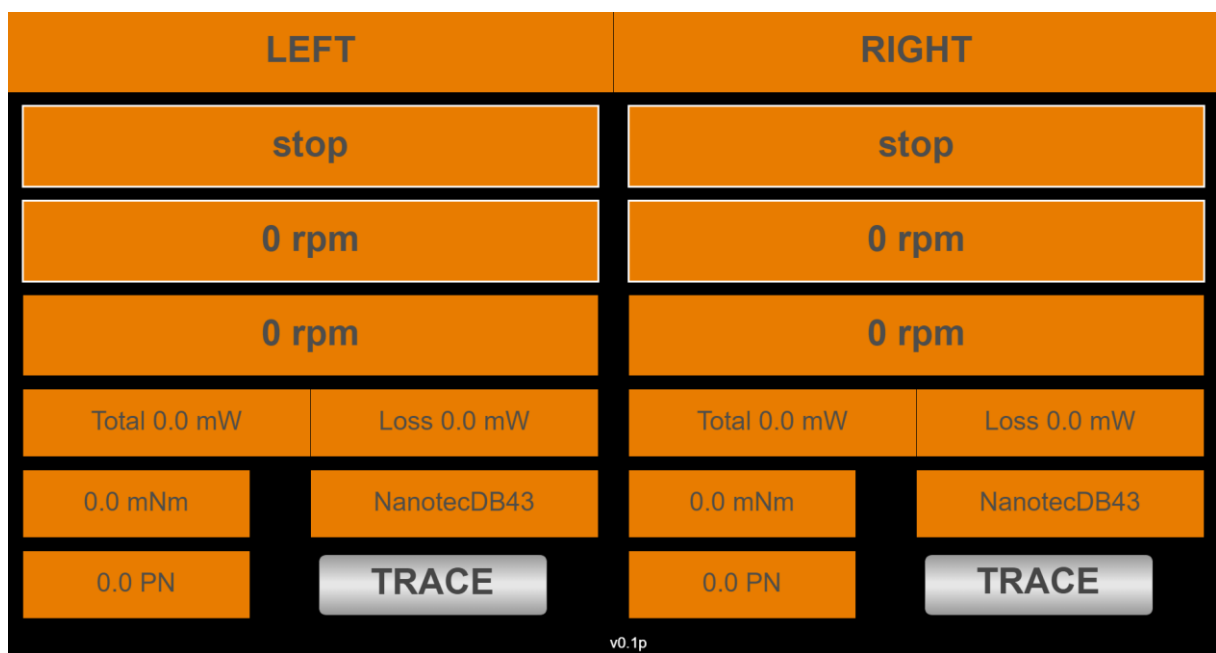 LEFT RIGHT
stop stop
0 rpm 0 rpm
0 rpm 0 rpm
Total 0.0 mW Loss 0.0 mW Total 0.0 mW Loss 0.0 mW
0.0 mNm NanotecDB43 0.0 mNm NanotecDB43
0.0 PN TRACE 0.0 PN TRACE
v0.1p